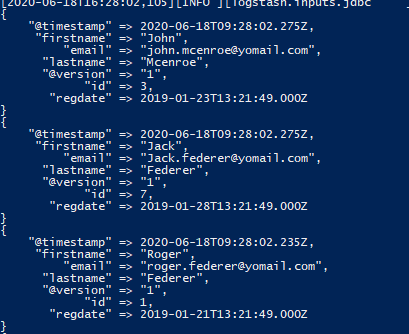 [2020-06-18T16:28:02,105][INFO ][logstash.inputs.jdbc
{
"@timestamp" => 2020-06-18T09:28:02.275Z,
"firstname" => "John",
"email" => "john.mcenroe@yomail.com",
"lastname" => "Mcenroe",
"@version" => "1",
"id" => 3,
"regdate" => 2019-01-23T13:21:49.000Z
}
{
"@timestamp" => 2020-06-18T09:28:02.275Z,
"firstname" => "Jack",
"email" => "Jack.federer@yomail.com",
"lastname" => "Federer",
"@version" => "1",
"id" => 7,
"regdate" => 2019-01-28T13:21:49.000Z
}
{
"@timestamp" => 2020-06-18T09:28:02.235Z,
"firstname" => "Roger",
"email" => "roger.federer@yomail.com",
"lastname" => "Federer",
"@version" => "1",
"id" => 1,
"regdate" => 2019-01-21T13:21:49.000Z
}